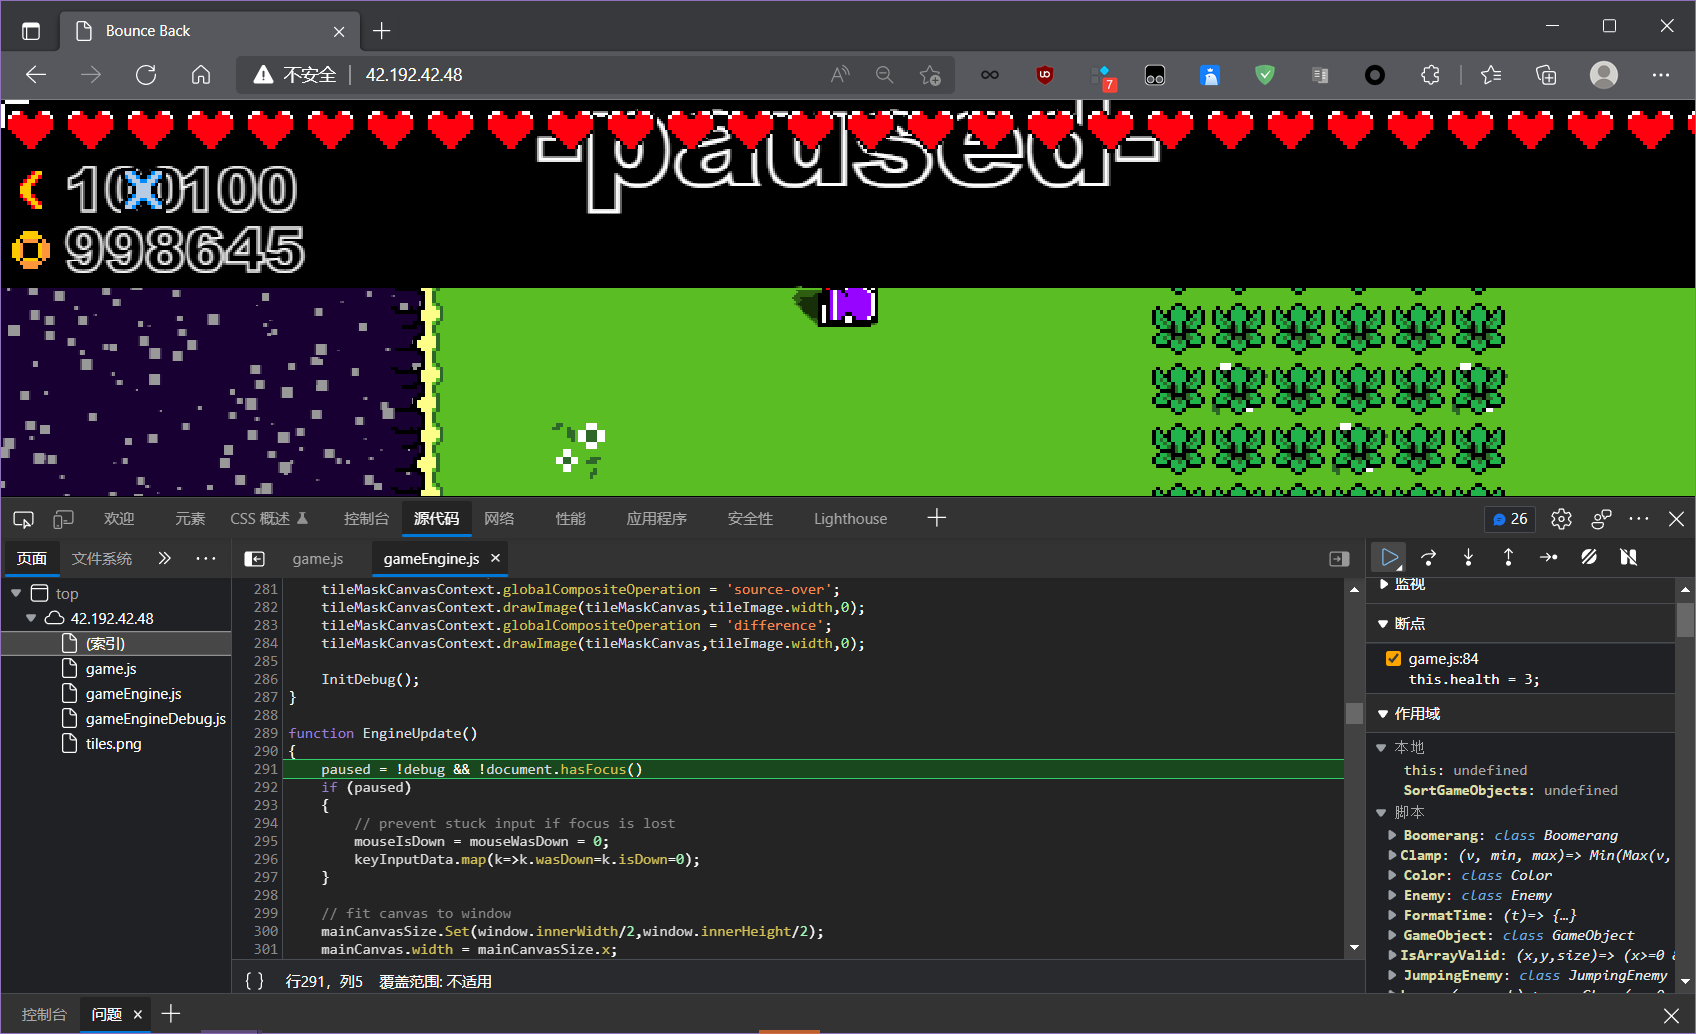 Bounce Back
不安全
42.192.42.48
7
-paused-
100100
998645
欢迎
元素
CSS 概述
控制台
源代码
网络
性能
应用程序
安全性
Lighthouse
26
页面
文件系统
game.js
gameEngine.js
top
42.192.42.48
(索引)
game.js
gameEngine.js
gameEngineDebug.js
tiles.png
281 tileMaskCanvasContext.globalCompositeOperation = 'source-over';
282 tileMaskCanvasContext.drawImage(tileMaskCanvas,tileImage.width,0);
283 tileMaskCanvasContext.globalCompositeOperation = 'difference';
284 tileMaskCanvasContext.drawImage(tileMaskCanvas,tileImage.width,0);
285
286 InitDebug();
287 }
288
289 function EngineUpdate()
290 {
291 paused = !debug && !document.hasFocus()
292 if (paused)
293 {
294 // prevent stuck input if focus is lost
295 mouseIsDown = mouseWasDown = 0;
296 keyInputData.map(k=>k.wasDown=k.isDown=0);
297 }
298
299 // fit canvas to window
300 mainCanvasSize.Set(window.innerWidth/2,window.innerHeight/2);
301 mainCanvas.width = mainCanvasSize.x;
{ } 行291，列5 覆盖范围: 不适用
监视
断点
game.js:84
this.health = 3;
作用域
本地
this: undefined
SortGameObjects: undefined
脚本
Boomerang: class Boomerang
Clamp: (v, min, max)=> Min(Max(v,
Color: class Color
Enemy: class Enemy
FormatTime: (t)=> {…}
GameObject: class GameObject
IsArrayValid: (x,y,size)=> (x>=0 &
JumpingEnemy: class JumpingEnemy
控制台
问题